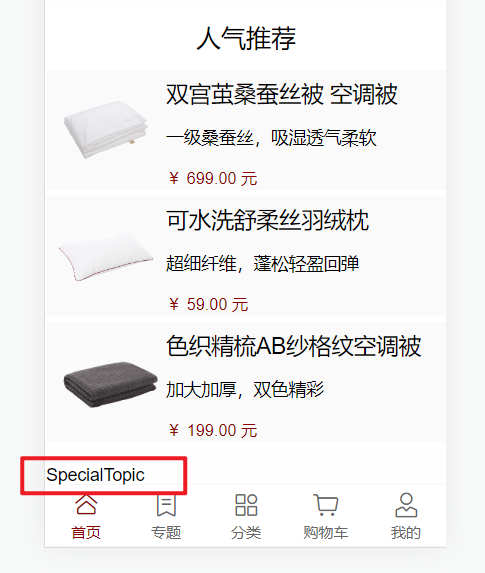 人气推荐
双宫茧桑蚕丝被 空调被
一级桑蚕丝，吸湿透气柔软
￥ 699.00 元
可水洗舒柔丝羽绒枕
超细纤维，蓬松轻盈回弹
￥ 59.00 元
色织精梳AB纱格纹空调被
加大加厚，双色精彩
￥ 199.00 元
SpecialTopic
首页 专题 分类 购物车 我的